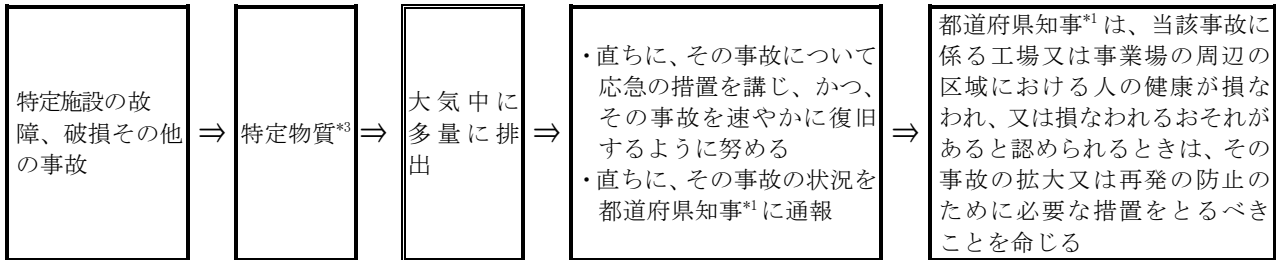 特定施設の故
障、破損その他
の事故
⇒
特定物質*3
⇒
大気中に
多量に排
出
⇒
・直ちに、その事故について
応急の措置を講じ、かつ、
その事故を速やかに復旧
するように努める
・直ちに、その事故の状況を
都道府県知事*1に通報
⇒
都道府県知事*1は、当該事故に
係る工場又は事業場の周辺の
区域における人の健康が損な
われ、又は損なわれるおそれが
あると認められるときは、その
事故の拡大又は再発の防止の
ために必要な措置をとるべき
ことを命じる